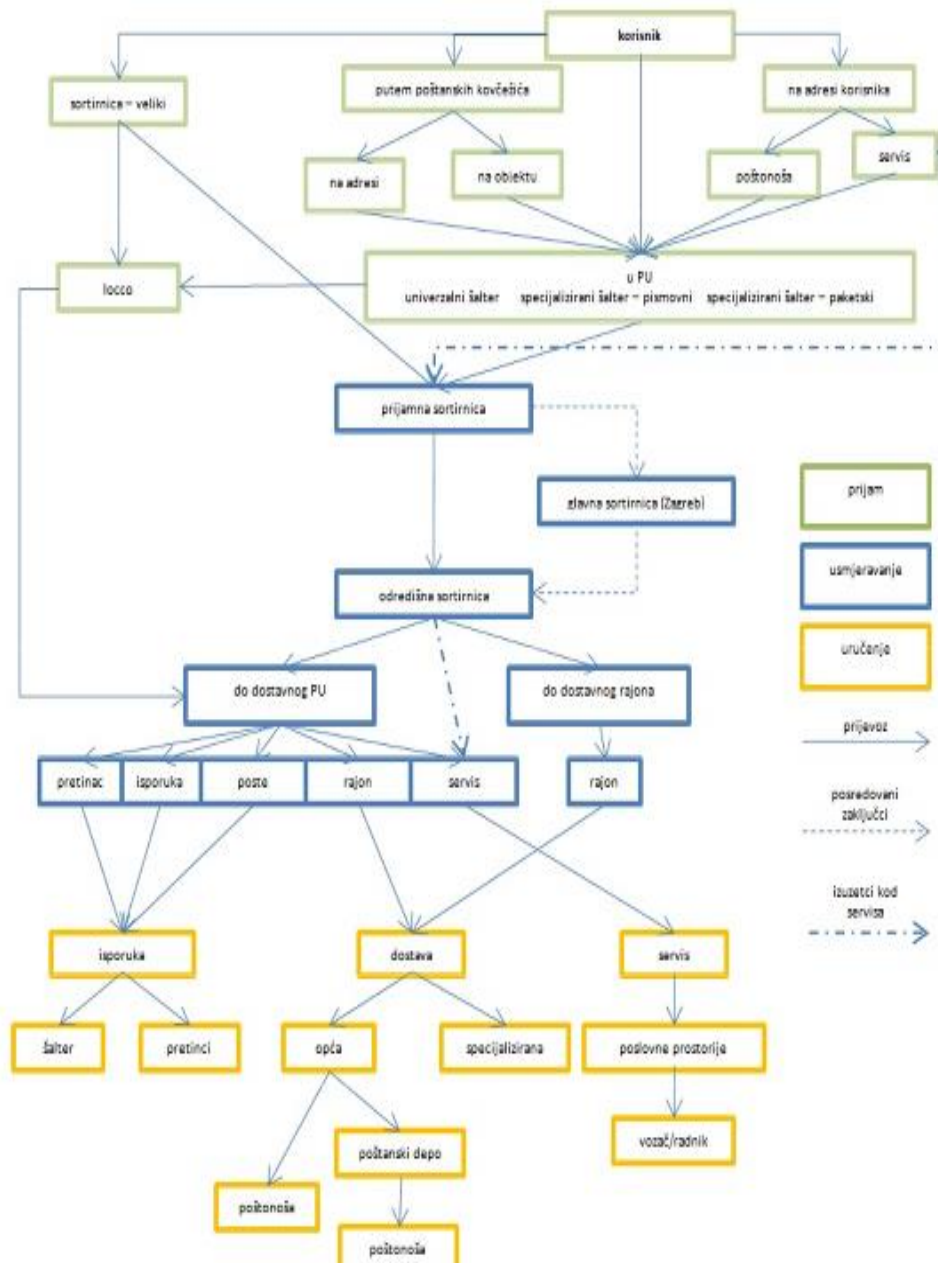 korisnik
sortirnica – veliki
putem poštanskih kovčežića
na adresi korisnika
na adresi
na objektu
poštonoša
servis
locco
u PU
univerzalni šalter specijalizirani šalter – pismovni specijalizirani šalter – paketski
prijamna sortirnica
glavna sortirnica (Zagreb)
odredišna sortirnica
do dostavnog PU
do dostavnog rajona
pretinac
isporuka
poste
rajon
servis
rajon
isporuka
dostava
servis
šalter
pretinci
opća
specijalizirana
poslovne prostorije
poštanski depo
vozač/radnik
poštonoša
poštonoša
prijam
usmjeravanje
uručenje
prijevoz
posredovani
zaključci
izuzetci kod
servisa